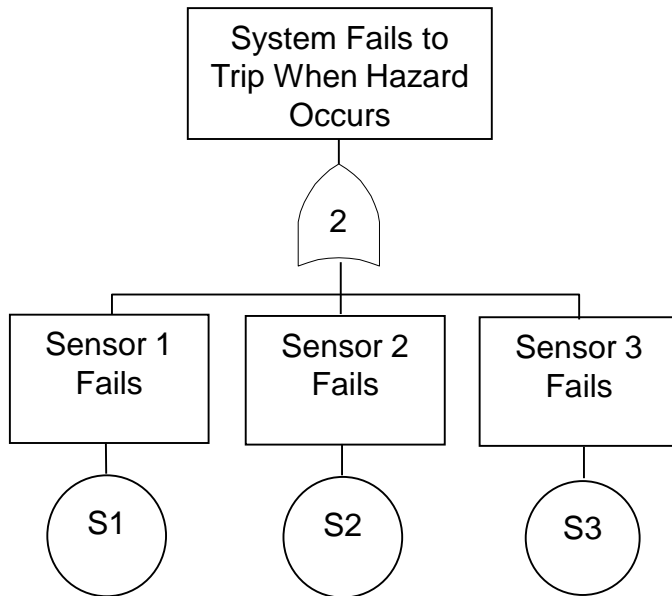 System Fails to
Trip When Hazard
Occurs
2
Sensor 1
Fails
Sensor 2
Fails
Sensor 3
Fails
S1
S2
S3